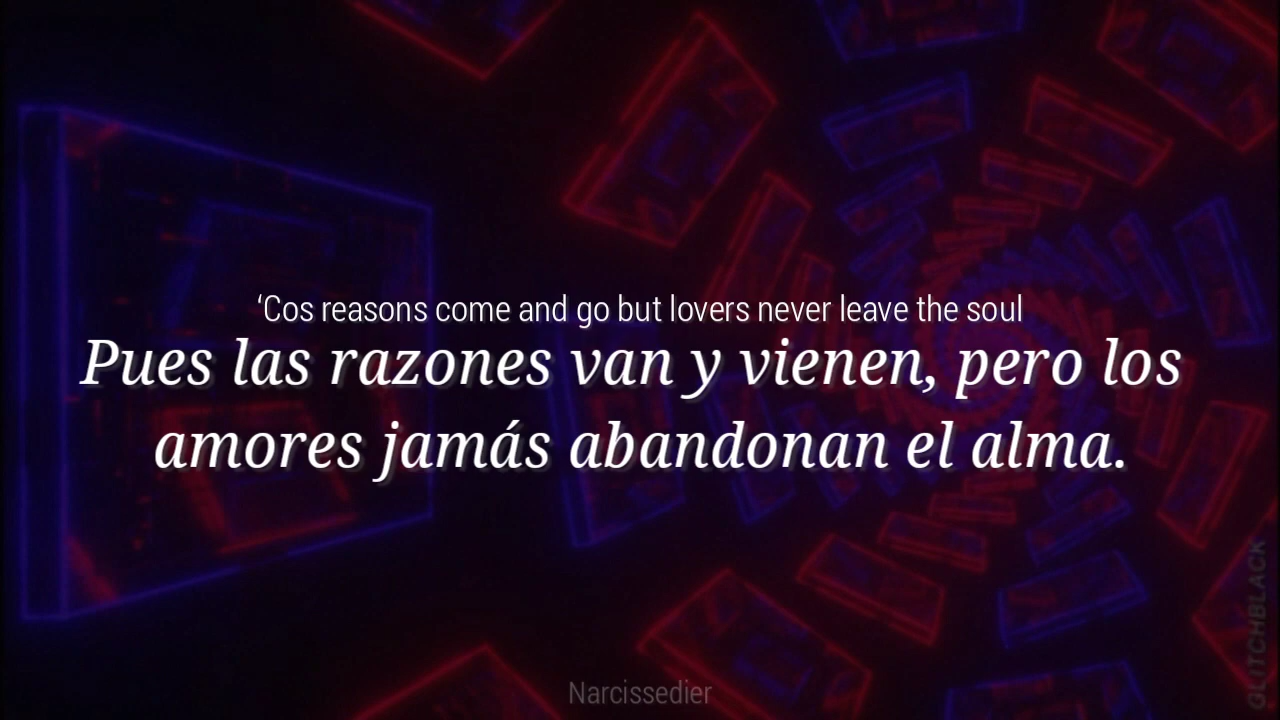 ‘Cos reasons come and go but lovers never leave the soul
Pues las razones van y vienen, pero los
amores jamás abandonan el alma.
Narcissedier
GLITCHBLACK